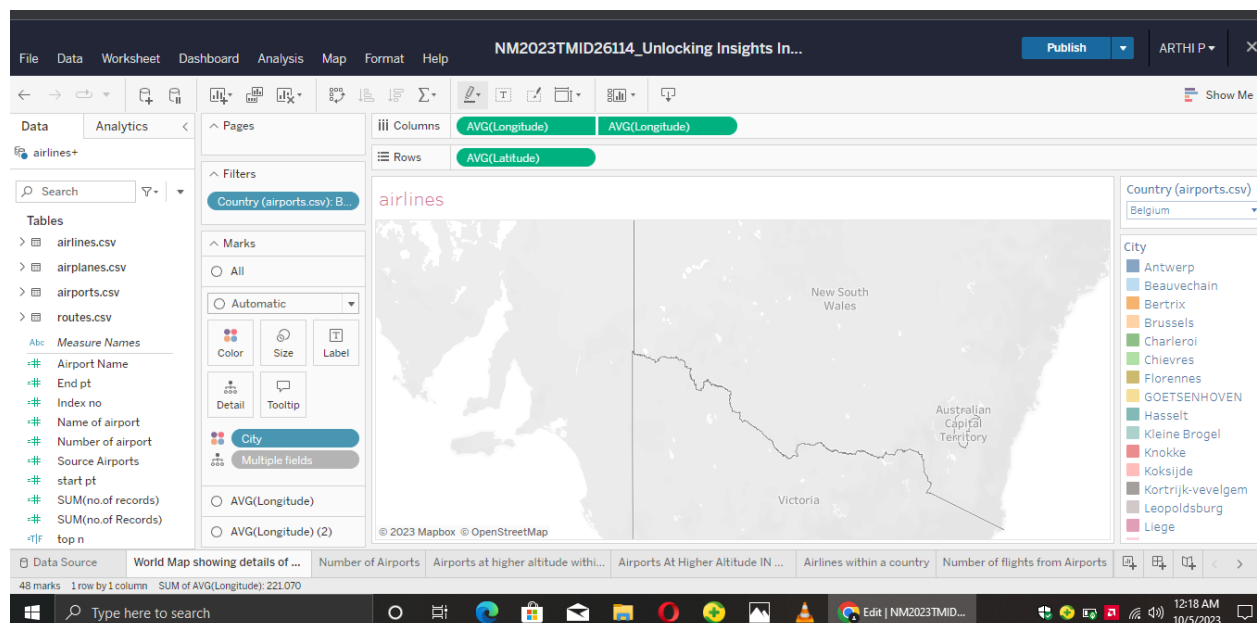 NM2023TMID26114_Unlocking Insights In...
File Data Worksheet Dashboard Analysis Map Format Help
Publish
ARTHI P
Show Me
Data Analytics
airlines+
Search
Tables
airlines.csv
airplanes.csv
airports.csv
routes.csv
Abc Measure Names
Airport Name
End pt
Index no
Name of airport
Number of airport
Source Airports
start pt
SUM(no.of records)
SUM(no.of Records)
T|F top n
Pages
Filters
Country (airports.csv): B...
Marks
All
Automatic
Color Size Label
Detail Tooltip
City
Multiple fields
AVG(Longitude)
AVG(Longitude) (2)
Columns AVG(Longitude) AVG(Longitude)
Rows AVG(Latitude)
airlines
New South
Wales
Australian
Capital
Territory
Victoria
© 2023 Mapbox © OpenStreetMap
Country (airports.csv)
Belgium
City
Antwerp
Beauvechain
Bertrix
Brussels
Charleroi
Chievres
Florennes
GOETSENHOVEN
Hasselt
Kleine Brogel
Knokke
Koksijde
Kortrijk-vevelgem
Leopoldsburg
Liege
Data Source World Map showing details of ... Number of Airports Airports at higher altitude withi... Airports At Higher Altitude IN ... Airlines within a country Number of flights from Airports
48 marks 1 row by 1 column SUM of AVG(Longitude): 221.070
Type here to search
Edit | NM2023TMID...
12:18 AM
10/5/2023